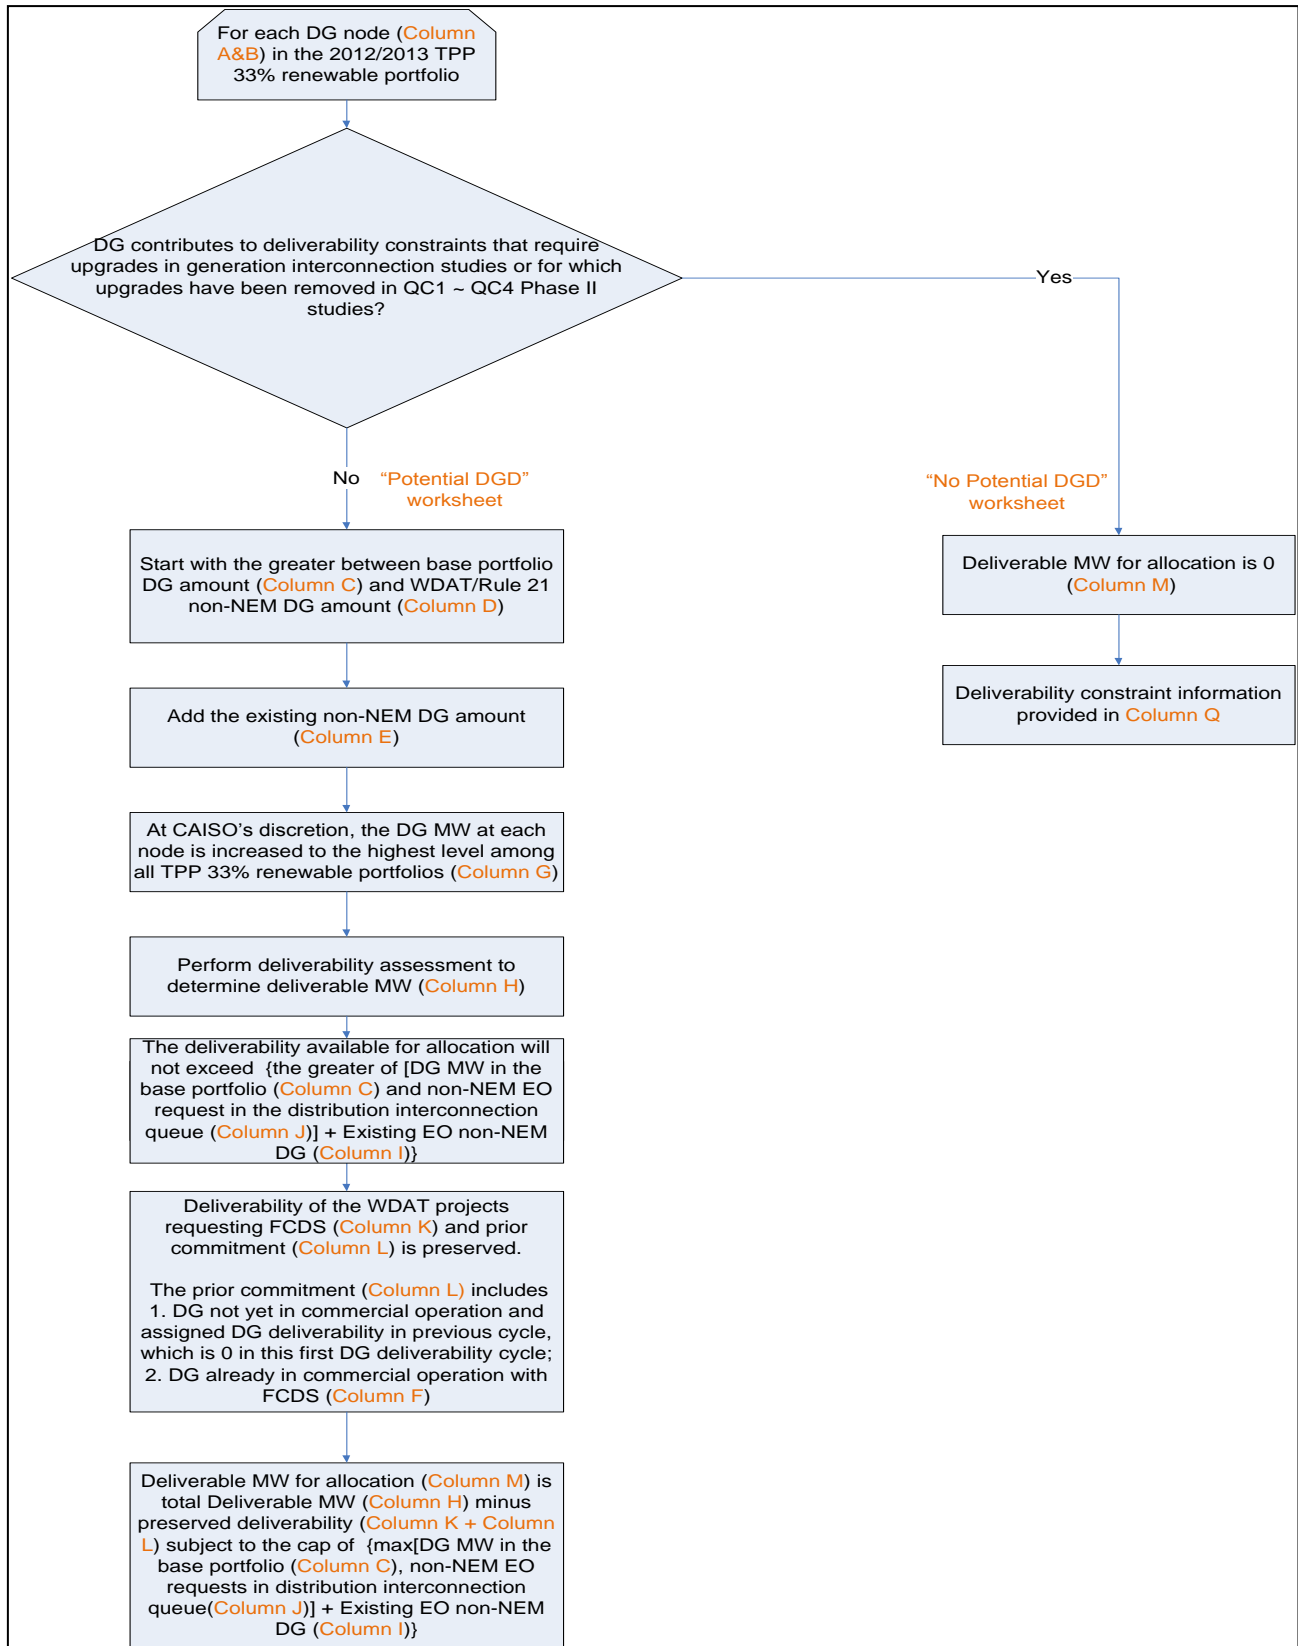 For each DG node (Column
A&B) in the 2012/2013 TPP
33% renewable portfolio
DG contributes to deliverability constraints that require
upgrades in generation interconnection studies or for which
upgrades have been removed in QC1 ~ QC4 Phase II
studies?
Yes
No
“Potential DGD”
worksheet
“No Potential DGD”
worksheet
Start with the greater between base portfolio
DG amount (Column C) and WDAT/Rule 21
non-NEM DG amount (Column D)
Deliverable MW for allocation is 0
(Column M)
Add the existing non-NEM DG amount
(Column E)
Deliverability constraint information
provided in Column Q
At CAISO’s discretion, the DG MW at each
node is increased to the highest level among
all TPP 33% renewable portfolios (Column G)
Perform deliverability assessment to
determine deliverable MW (Column H)
The deliverability available for allocation will
not exceed {the greater of [DG MW in the
base portfolio (Column C) and non-NEM EO
request in the distribution interconnection
queue (Column J)] + Existing EO non-NEM
DG (Column I)}
Deliverability of the WDAT projects
requesting FCDS (Column K) and prior
commitment (Column L) is preserved.
The prior commitment (Column L) includes
1. DG not yet in commercial operation and
assigned DG deliverability in previous cycle,
which is 0 in this first DG deliverability cycle;
2. DG already in commercial operation with
FCDS (Column F)
Deliverable MW for allocation (Column M) is
total Deliverable MW (Column H) minus
preserved deliverability (Column K + Column
L) subject to the cap of {max[DG MW in the
base portfolio (Column C), non-NEM EO
requests in distribution interconnection
queue(Column J)] + Existing EO non-NEM
DG (Column I)}